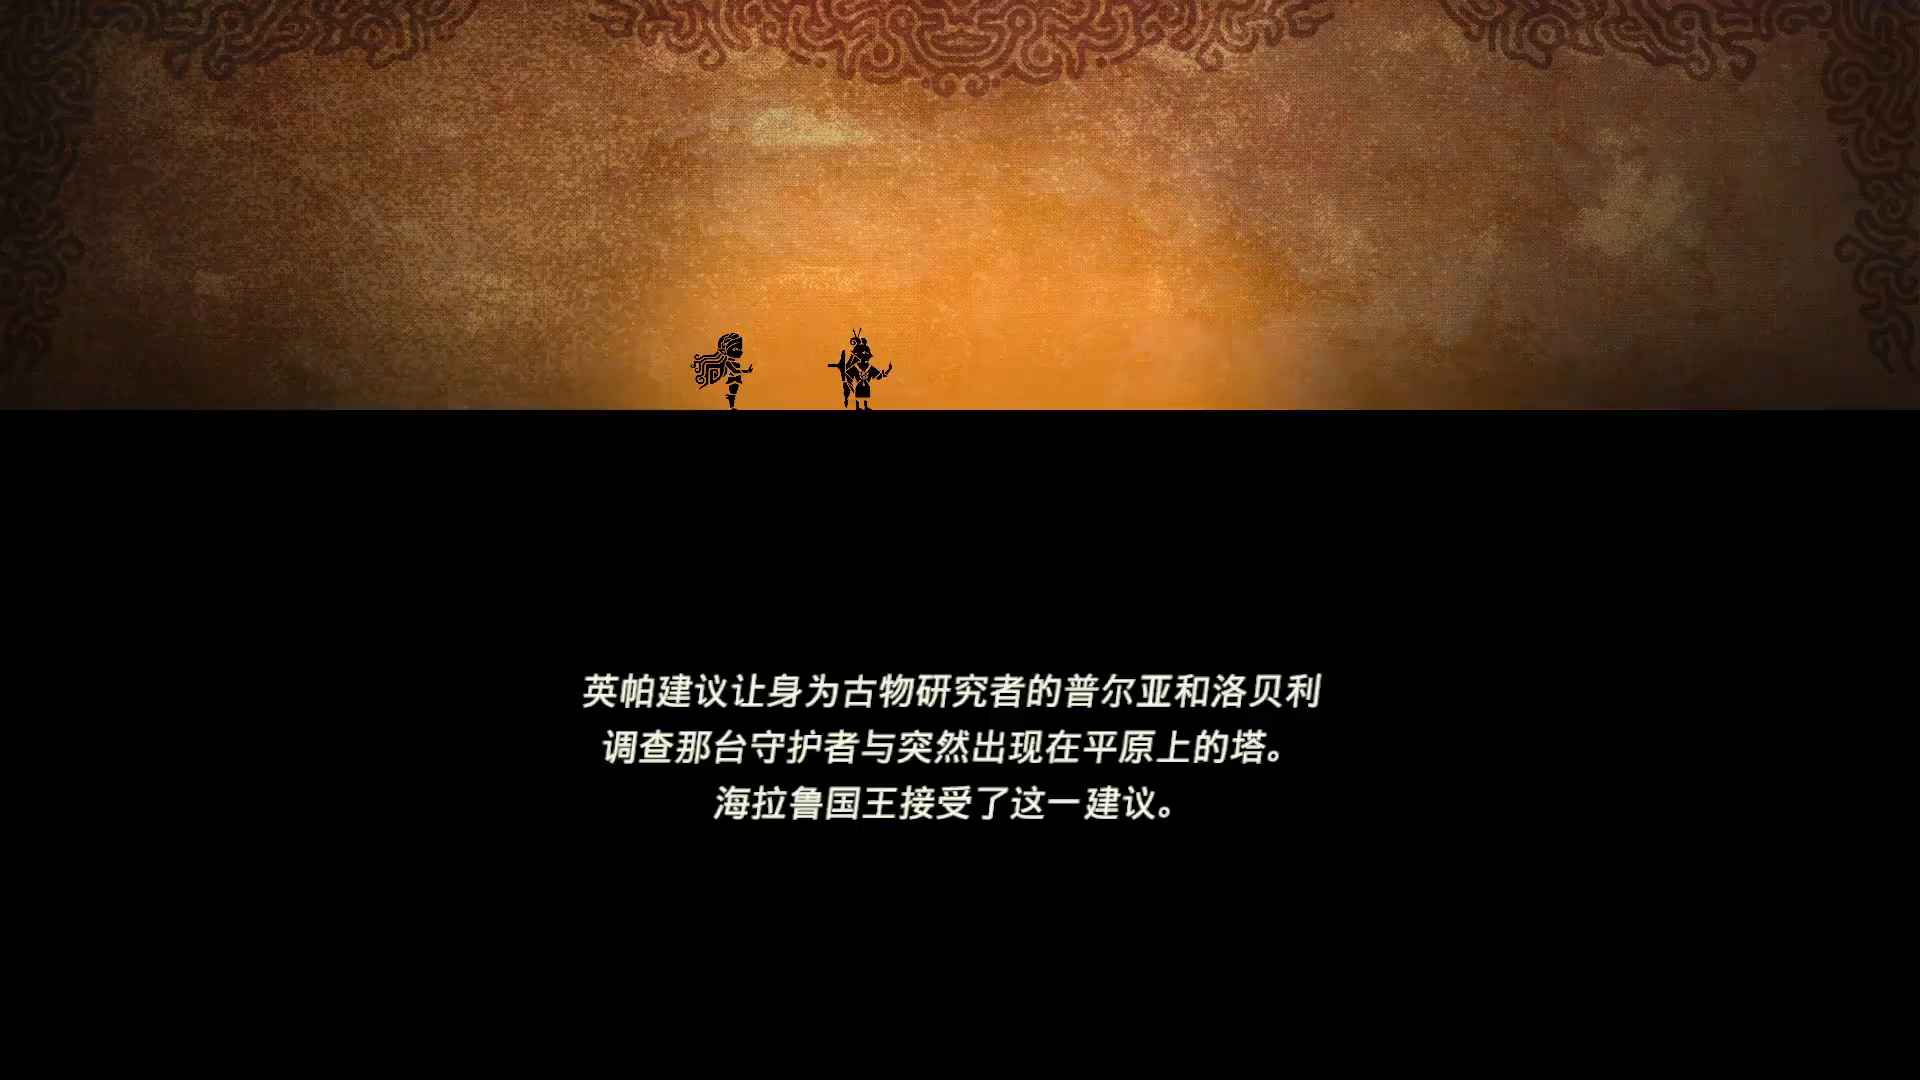 英帕建议让身为古物研究者的普尔亚和洛贝利
调查那台守护者与突然出现在平原上的塔。
海拉鲁国王接受了这一建议。